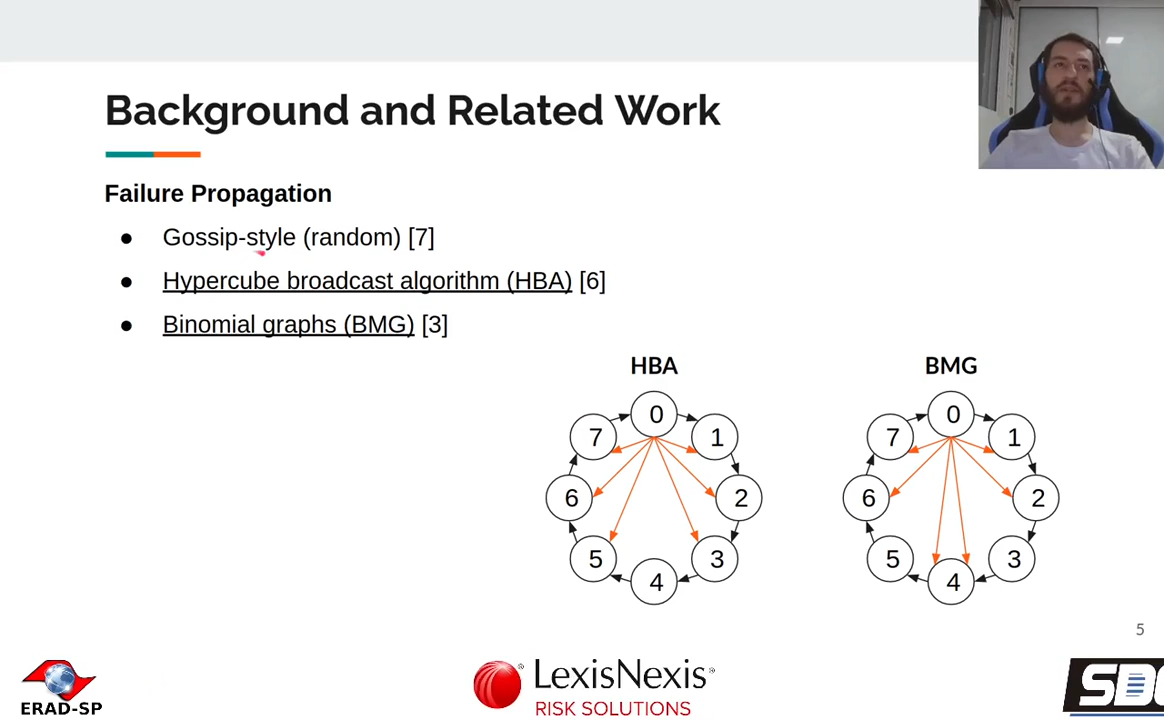 Background and Related Work
Failure Propagation
● Gossip-style (random) [7]
● Hypercube broadcast algorithm (HBA) [6]
● Binomial graphs (BMG) [3]
HBA
0
7
1
6
2
5
3
4
BMG
0
7
1
6
2
5
3
4
5
ERAD-SP
LexisNexis®
RISK SOLUTIONS